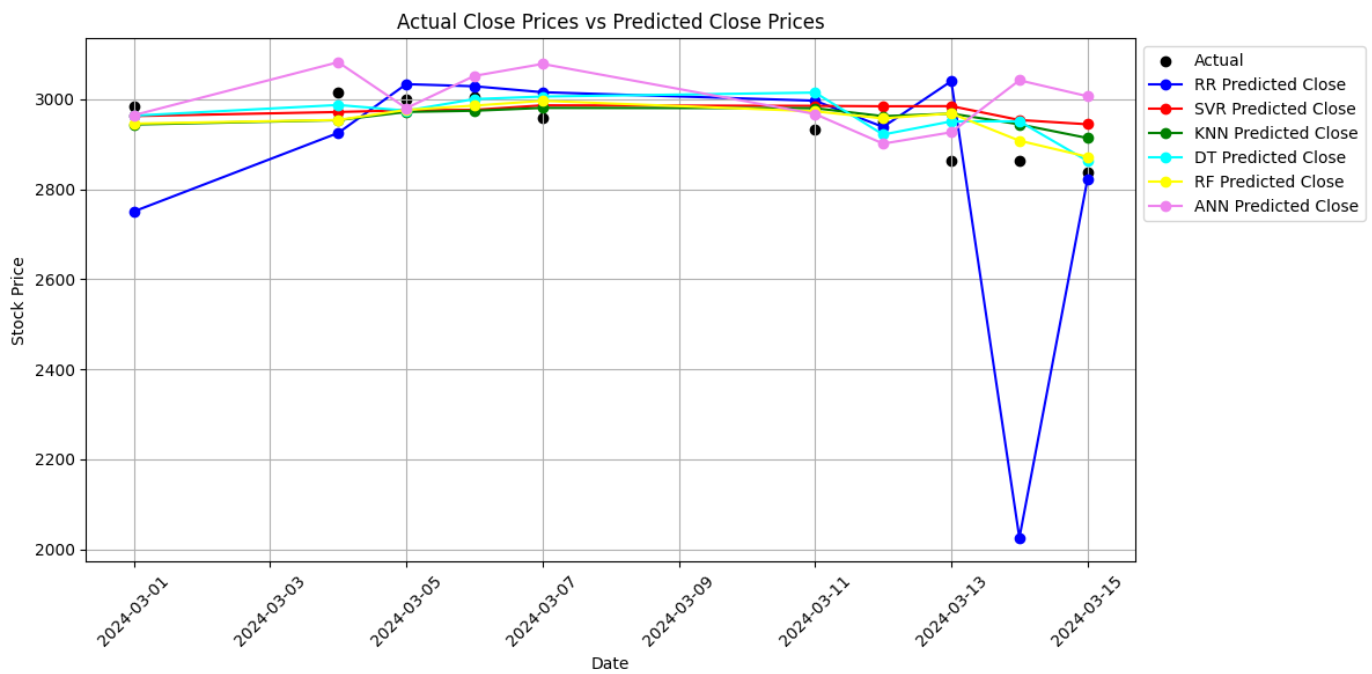 Actual Close Prices vs Predicted Close Prices
Stock Price
3000
2800
2600
2400
2200
2000
2024-03-01
2024-03-03
2024-03-05
2024-03-07
2024-03-09
2024-03-11
2024-03-13
2024-03-15
Date
Actual
RR Predicted Close
SVR Predicted Close
KNN Predicted Close
DT Predicted Close
RF Predicted Close
ANN Predicted Close